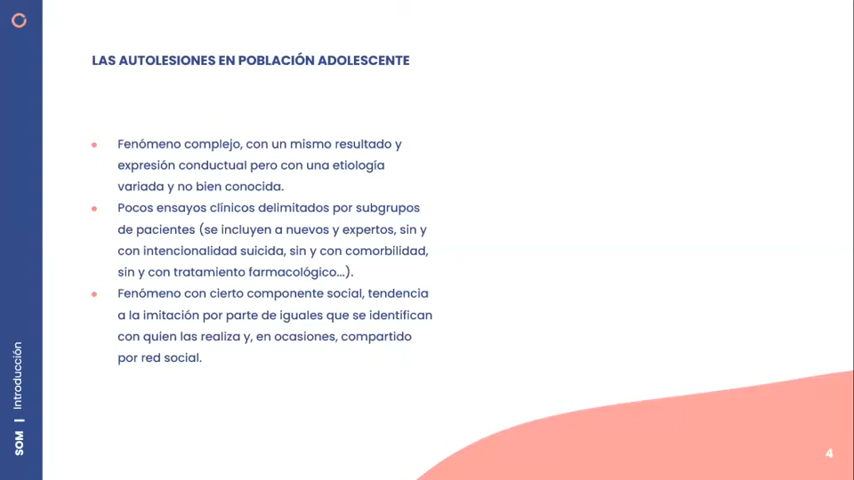 LAS AUTOLESIONES EN POBLACIÓN ADOLESCENTE
• Fenómeno complejo, con un mismo resultado y
expresión conductual pero con una etiología
variada y no bien conocida.
• Pocos ensayos clínicos delimitados por subgrupos
de pacientes (se incluyen a nuevos y expertos, sin y
con intencionalidad suicida, sin y con comorbilidad,
sin y con tratamiento farmacológico...).
• Fenómeno con cierto componente social, tendencia
a la imitación por parte de iguales que se identifican
con quien las realiza y, en ocasiones, compartido
por red social.
SOM | Introducción
4